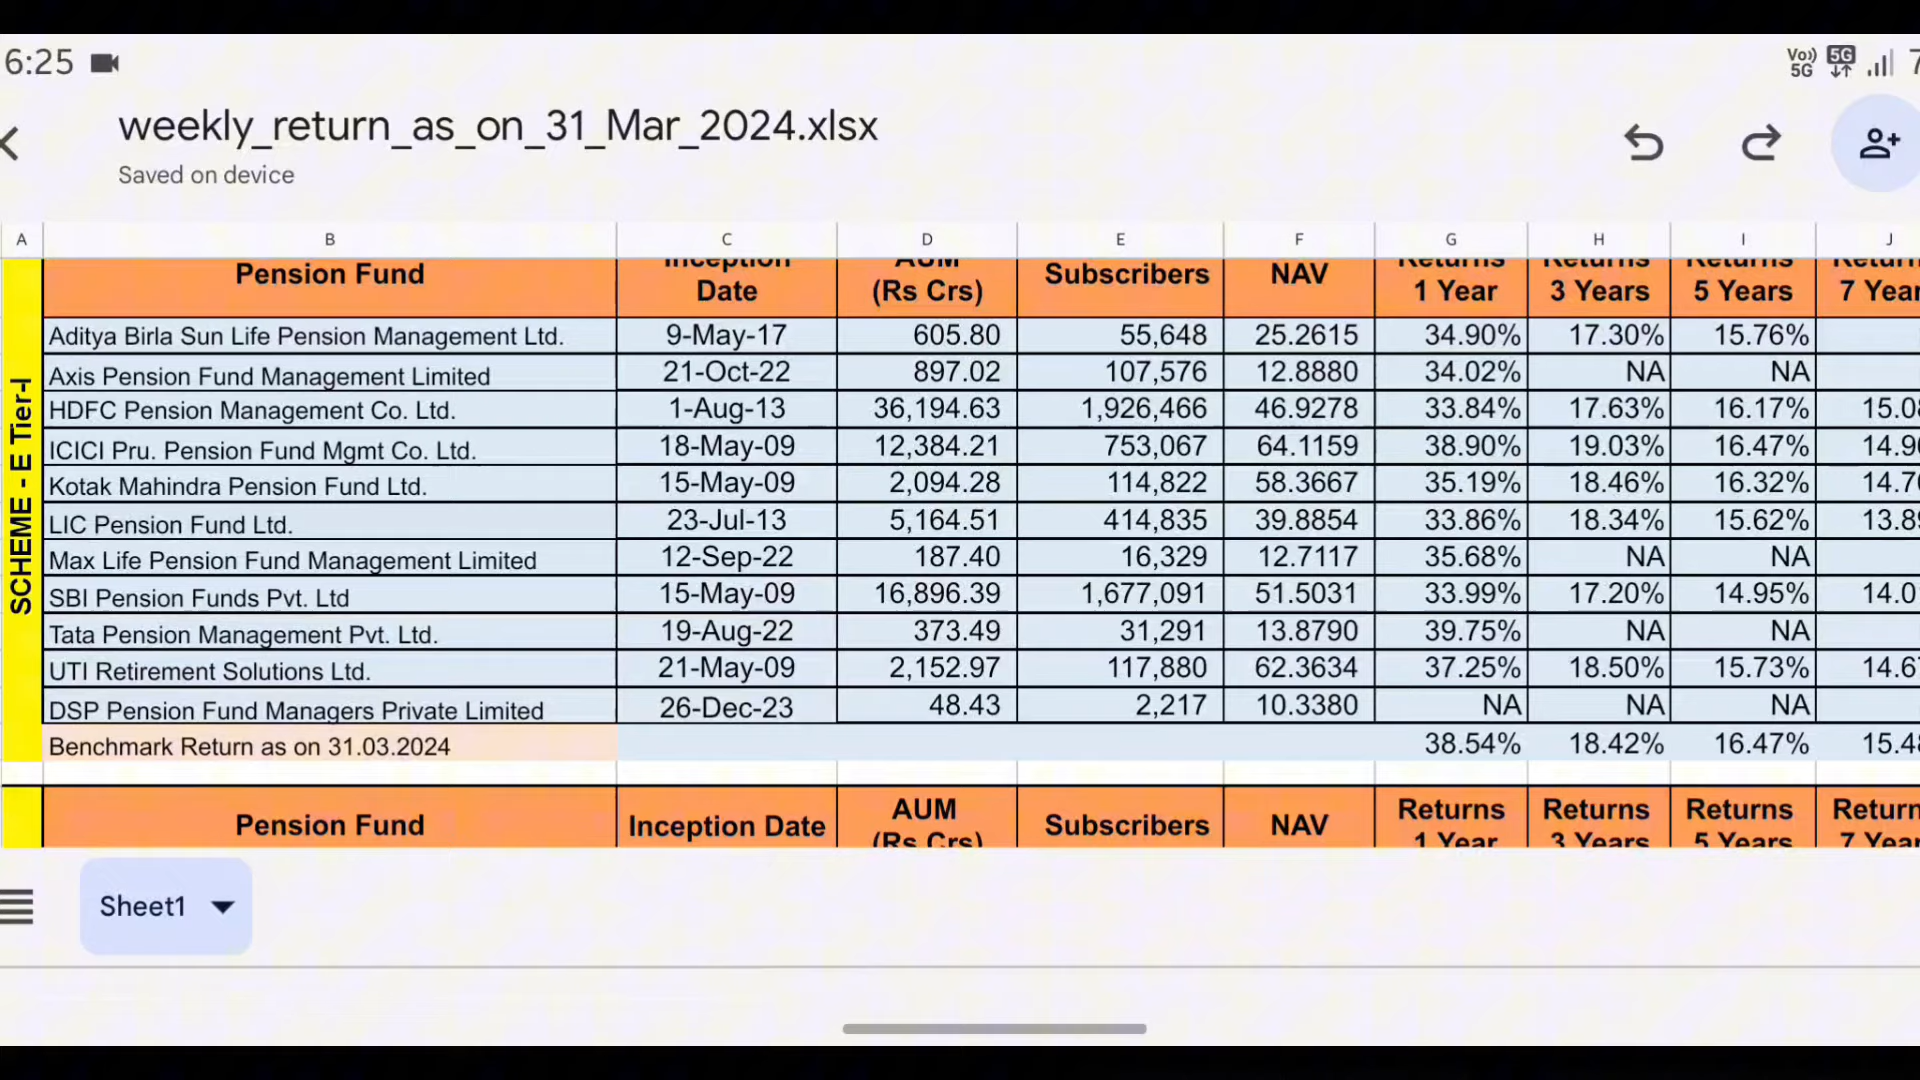 6:25 Vo)) 5G 5G
weekly_return_as_on_31_Mar_2024.xlsx
Saved on device
A B C D E F G H I J
Pension Fund Inception Date AUM (Rs Crs) Subscribers NAV Returns 1 Year Returns 3 Years Returns 5 Years Return 7 Year
SCHEME - E Tier-I
Aditya Birla Sun Life Pension Management Ltd. 9-May-17 605.80 55,648 25.2615 34.90% 17.30% 15.76%
Axis Pension Fund Management Limited 21-Oct-22 897.02 107,576 12.8880 34.02% NA NA
HDFC Pension Management Co. Ltd. 1-Aug-13 36,194.63 1,926,466 46.9278 33.84% 17.63% 16.17% 15.0
ICICI Pru. Pension Fund Mgmt Co. Ltd. 18-May-09 12,384.21 753,067 64.1159 38.90% 19.03% 16.47% 14.9
Kotak Mahindra Pension Fund Ltd. 15-May-09 2,094.28 114,822 58.3667 35.19% 18.46% 16.32% 14.7
LIC Pension Fund Ltd. 23-Jul-13 5,164.51 414,835 39.8854 33.86% 18.34% 15.62% 13.8
Max Life Pension Fund Management Limited 12-Sep-22 187.40 16,329 12.7117 35.68% NA NA
SBI Pension Funds Pvt. Ltd 15-May-09 16,896.39 1,677,091 51.5031 33.99% 17.20% 14.95% 14.0
Tata Pension Management Pvt. Ltd. 19-Aug-22 373.49 31,291 13.8790 39.75% NA NA
UTI Retirement Solutions Ltd. 21-May-09 2,152.97 117,880 62.3634 37.25% 18.50% 15.73% 14.6
DSP Pension Fund Managers Private Limited 26-Dec-23 48.43 2,217 10.3380 NA NA NA
Benchmark Return as on 31.03.2024 38.54% 18.42% 16.47% 15.4
Pension Fund Inception Date AUM (Rs Crs) Subscribers NAV Returns 1 Year Returns 3 Years Returns 5 Years Return 7 Year
Sheet1